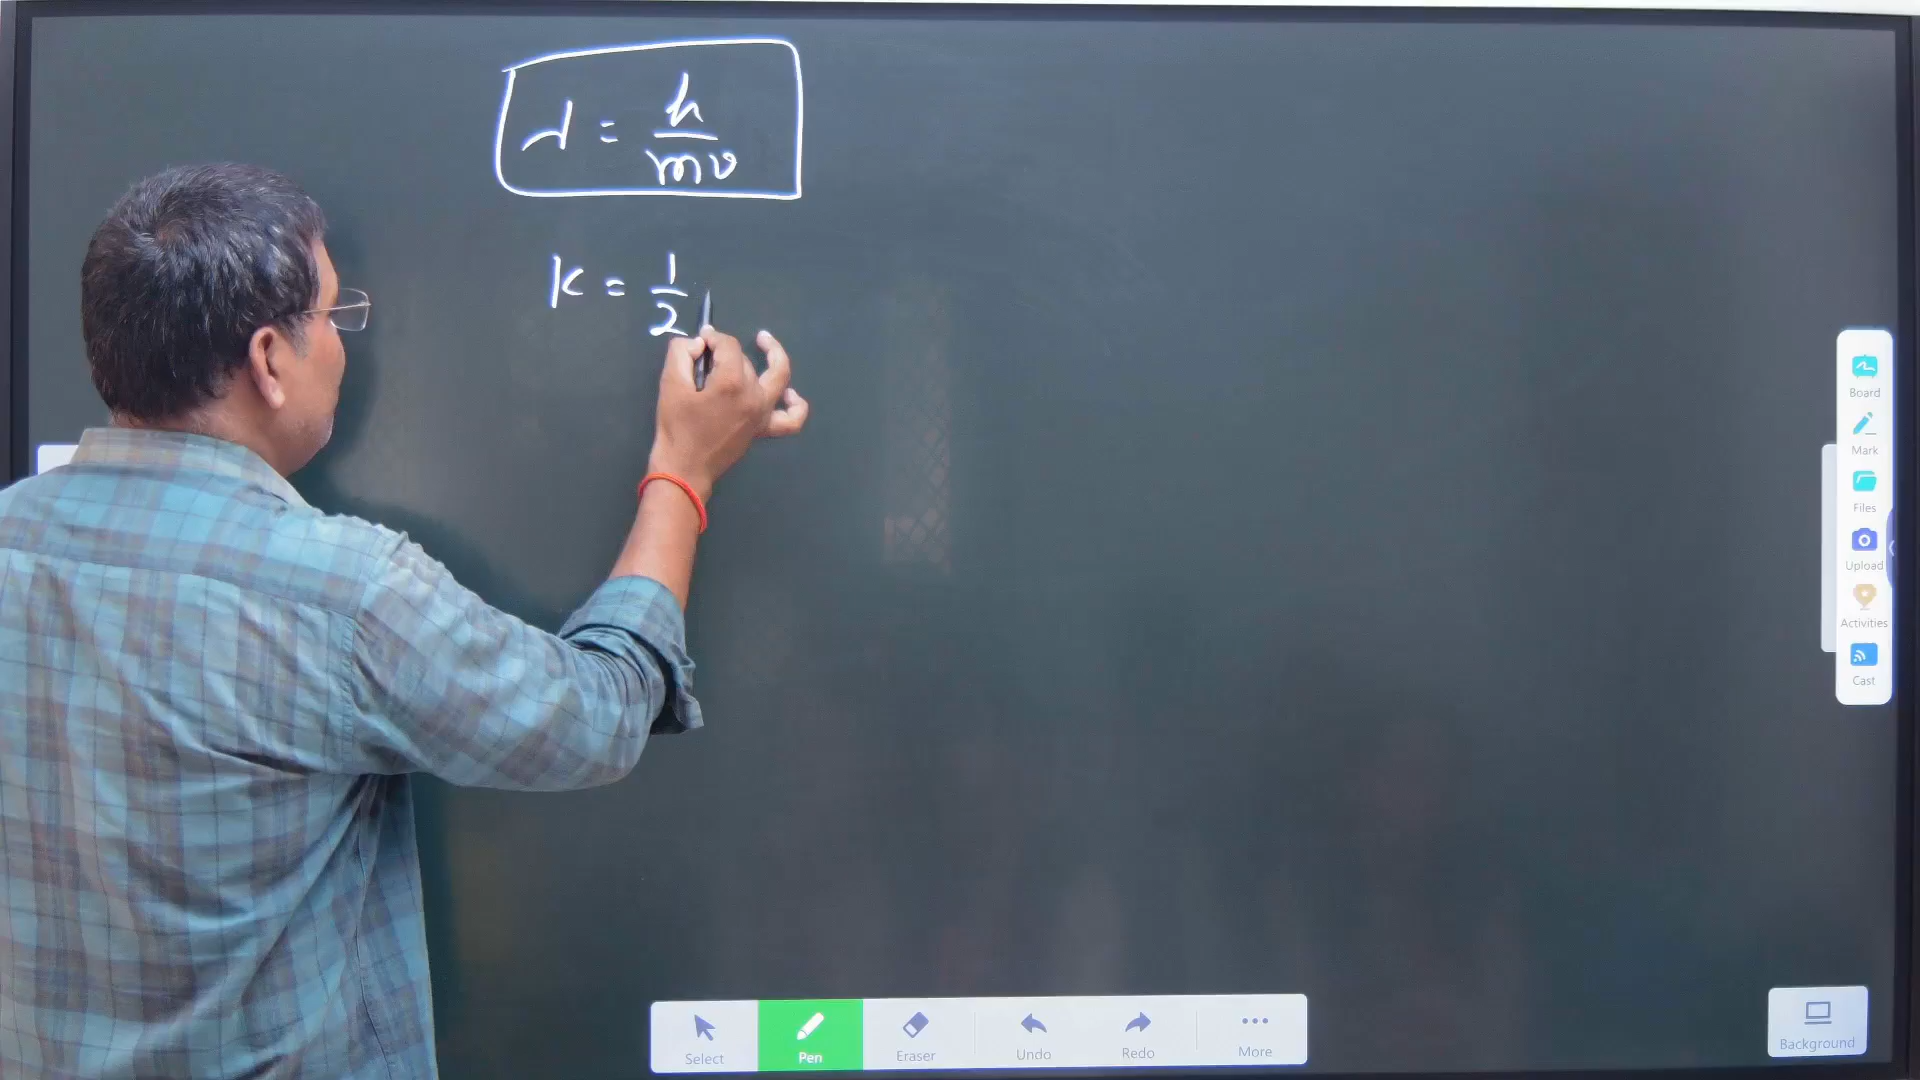 λ = h/mv
K = 1/2
Board
Mark
Files
Upload
Activities
Cast
Select
Pen
Eraser
Undo
Redo
More
Background